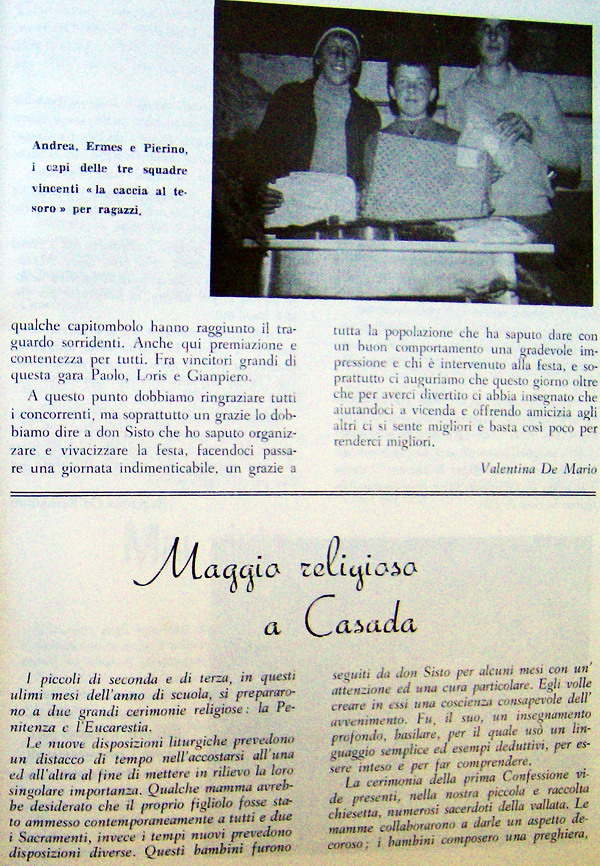 Andrea, Ermes e Pierino,
i capi delle tre squadre
vincenti «la caccia al te-
soro» per ragazzi.
qualche capitombolo hanno raggiunto il tra-
guardo sorridenti. Anche qui premiazione e
contentezza per tutti. Fra vincitori grandi di
questa gara Paolo, Loris e Gianpiero.
A questo punto dobbiamo ringraziare tutti
i concorrenti, ma soprattutto un grazie lo dob-
biamo dire a don Sisto che ho saputo organiz-
zare e vivacizzare la festa, facendoci passa-
re una giornata indimenticabile, un grazie a
tutta la popolazione che ha saputo dare con
un buon comportamento una gradevole im-
pressione e chi è intervenuto alla festa, e so-
prattutto ci auguriamo che questo giorno oltre
che per averci divertito ci abbia insegnato che
aiutandoci a vicenda e offrendo amicizia agli
altri ci si sente migliori e basta così poco per
renderci migliori.
Valentina De Mario
Maggio religioso
a Casada
I piccoli di seconda e di terza, in questi
ulimi mesi dell'anno di scuola, si prepararo-
no a due grandi cerimonie religiose: la Pe-
nitenza e l'Eucarestia.
Le nuove disposizioni liturgiche prevedono
un distacco di tempo nell'accostarsi all'una
ed all'altra al fine di mettere in rilievo la loro
singolare importanza. Qualche mamma avreb-
be desiderato che il proprio figliolo fosse sta-
to ammesso contemporaneamente a tutti e due
i Sacramenti, invece i tempi nuovi prevedono
disposizioni diverse. Questi bambini furono
seguiti da don Sisto per alcuni mesi con un'
attenzione ed una cura particolare. Egli volle
creare in essi una coscienza consapevole dell'
avvenimento. Fu, il suo, un insegnamento
profondo, basilare, per il quale usò un lin-
guaggio semplice ed esempi deduttivi, per es-
sere inteso e per far comprendere.
La cerimonia della prima Confessione vi-
de presenti, nella nostra piccola e raccolta
chiesetta, numerosi sacerdoti della vallata. Le
mamme collaborarono a darle un aspetto de-
coroso; i bambini composero una preghiera,